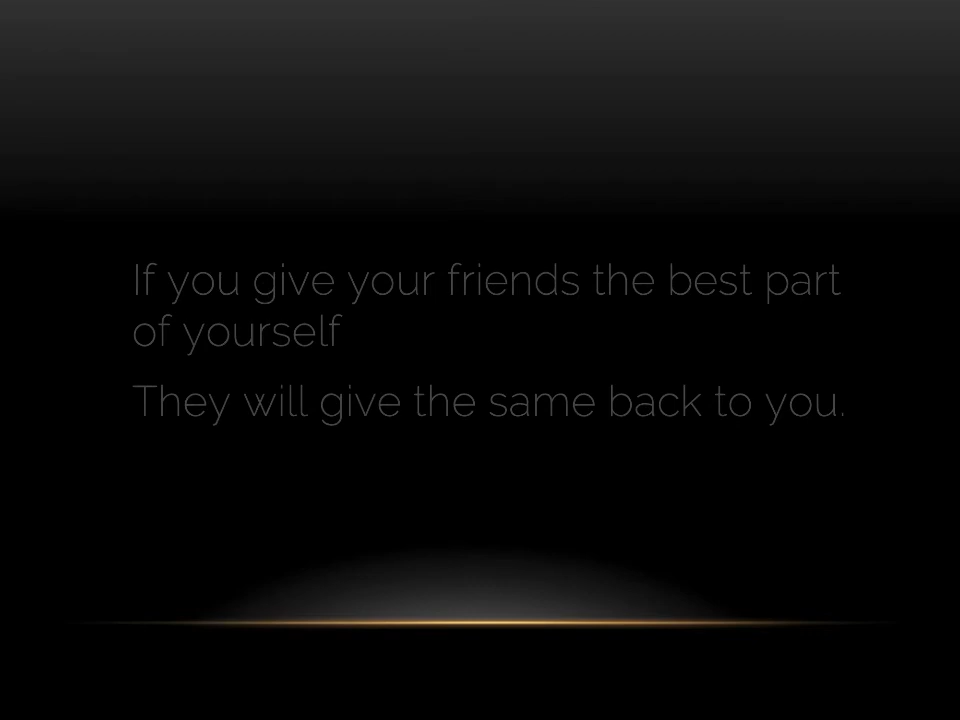 If you give your friends the best part
of yourself
They will give the same back to you.